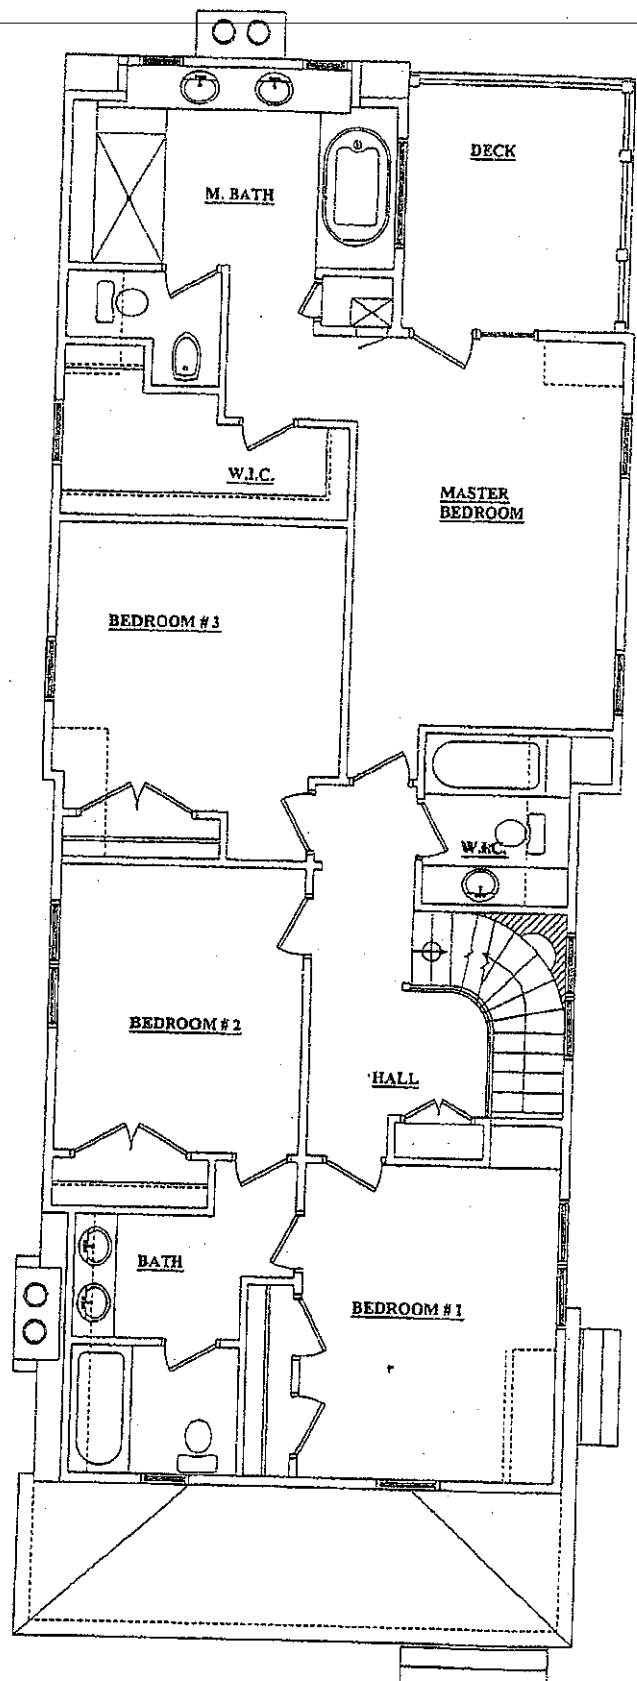 DECK
M. BATH
W.I.C.
MASTER
BEDROOM
BEDROOM # 3
W.I.C.
BEDROOM # 2
HALL
BATH
BEDROOM # 1